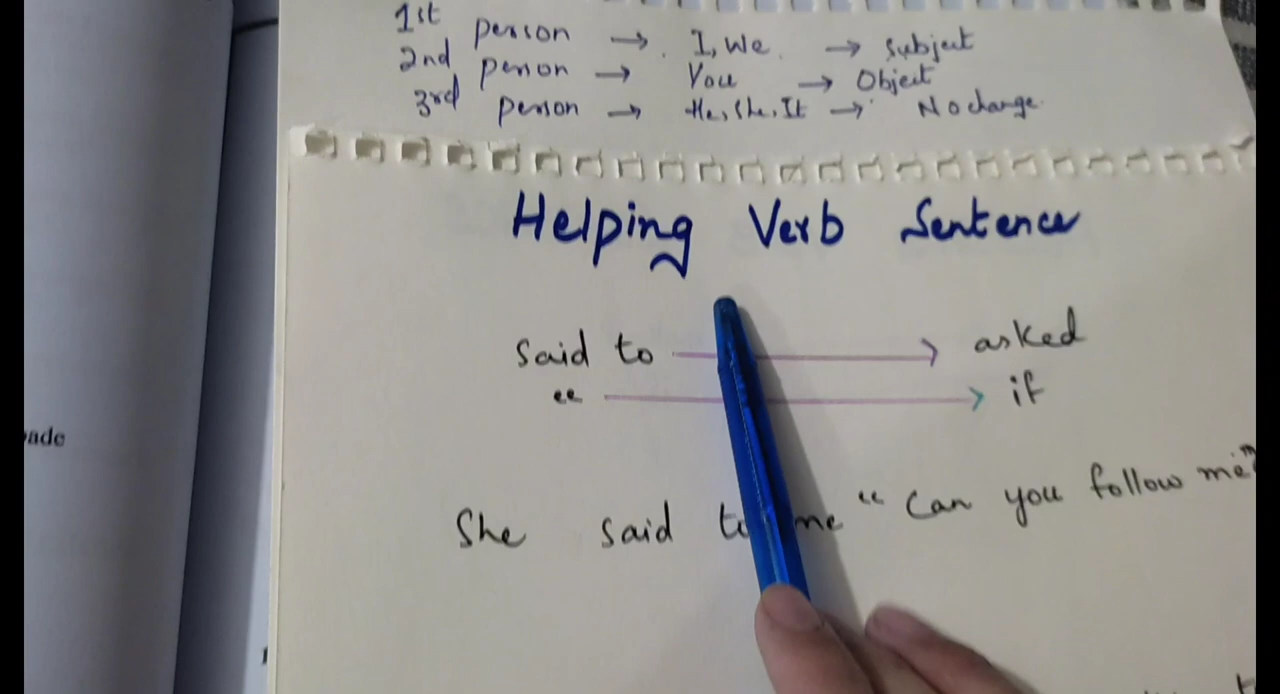 1st person → I, We → Subject
2nd person → You → Object
3rd person → He, She, It → No change.
Helping Verb Sentence
Said to → asked
“ → if
She said to me “ Can you follow me